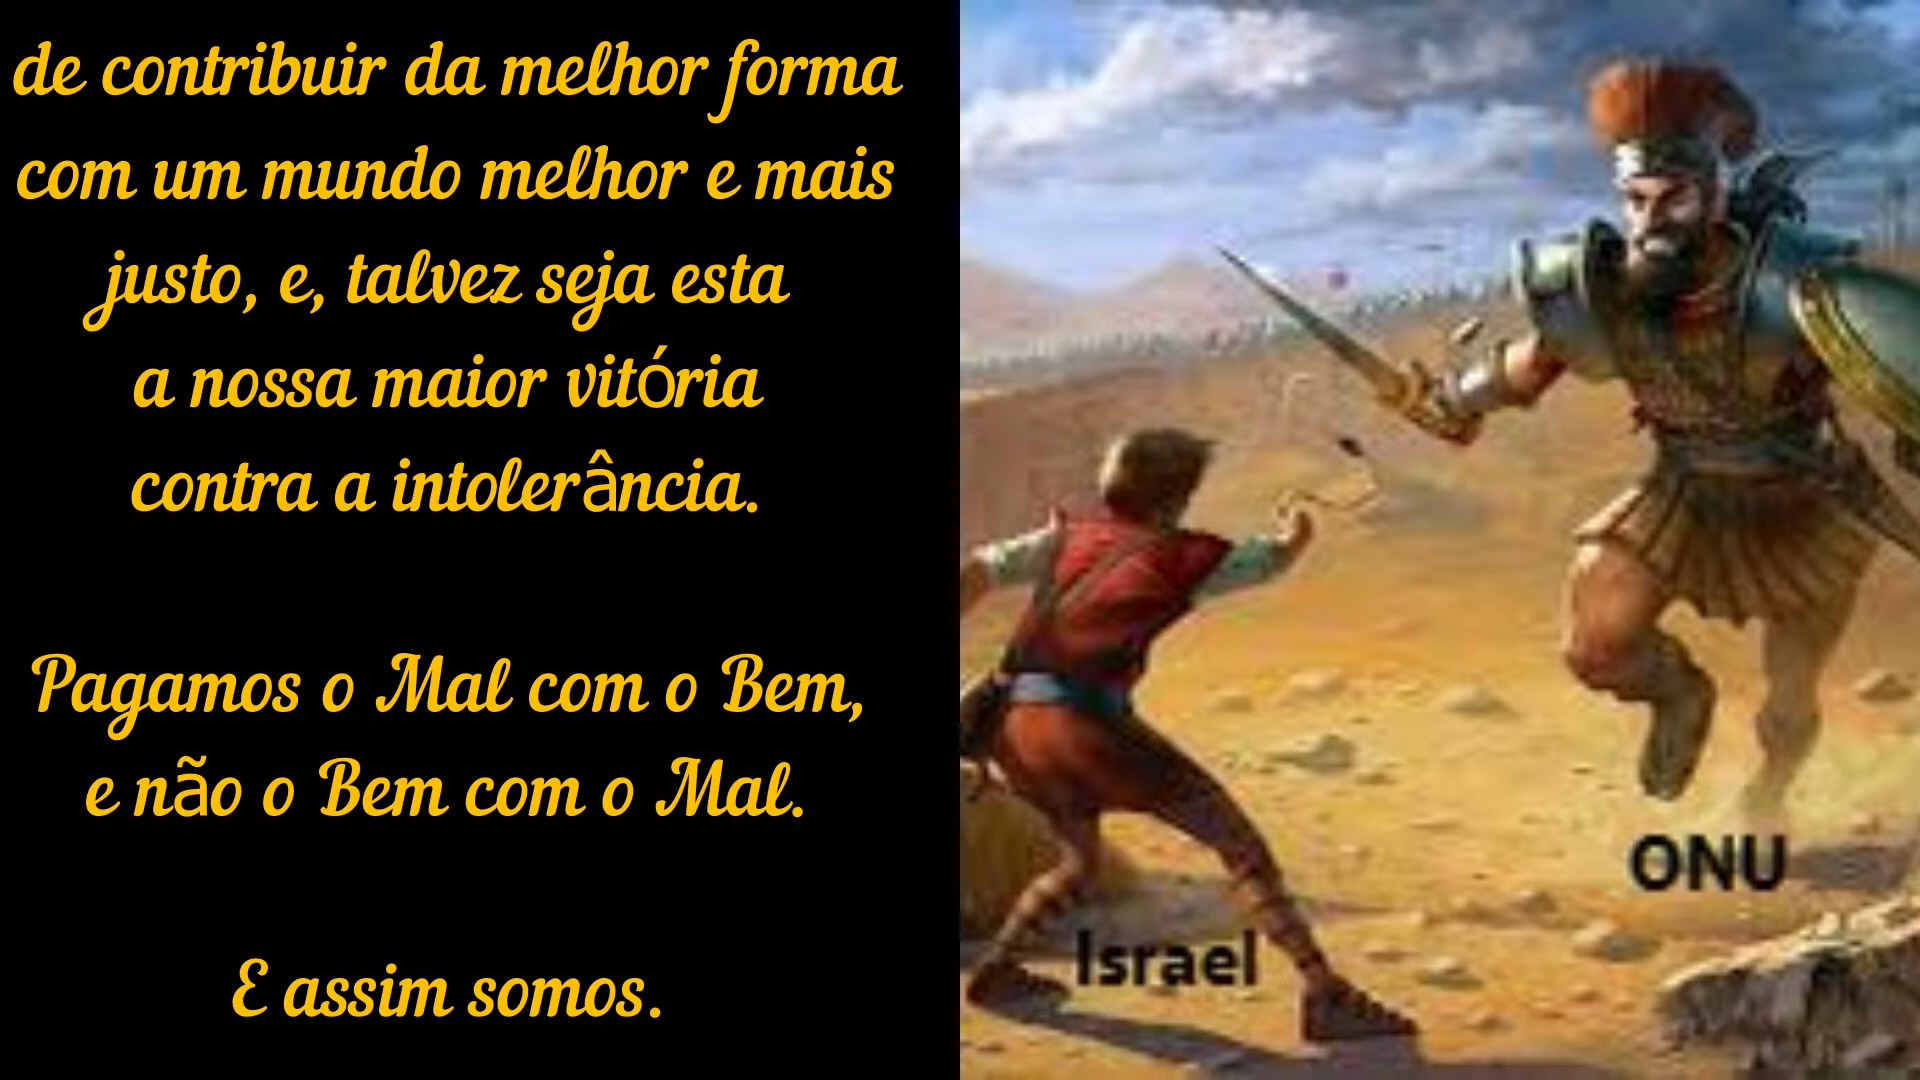 de contribuir da melhor forma
com um mundo melhor e mais
justo, e, talvez seja esta
a nossa maior vitória
contra a intolerância.
Pagamos o Mal com o Bem,
e não o Bem com o Mal.
E assim somos.
ONU
Israel